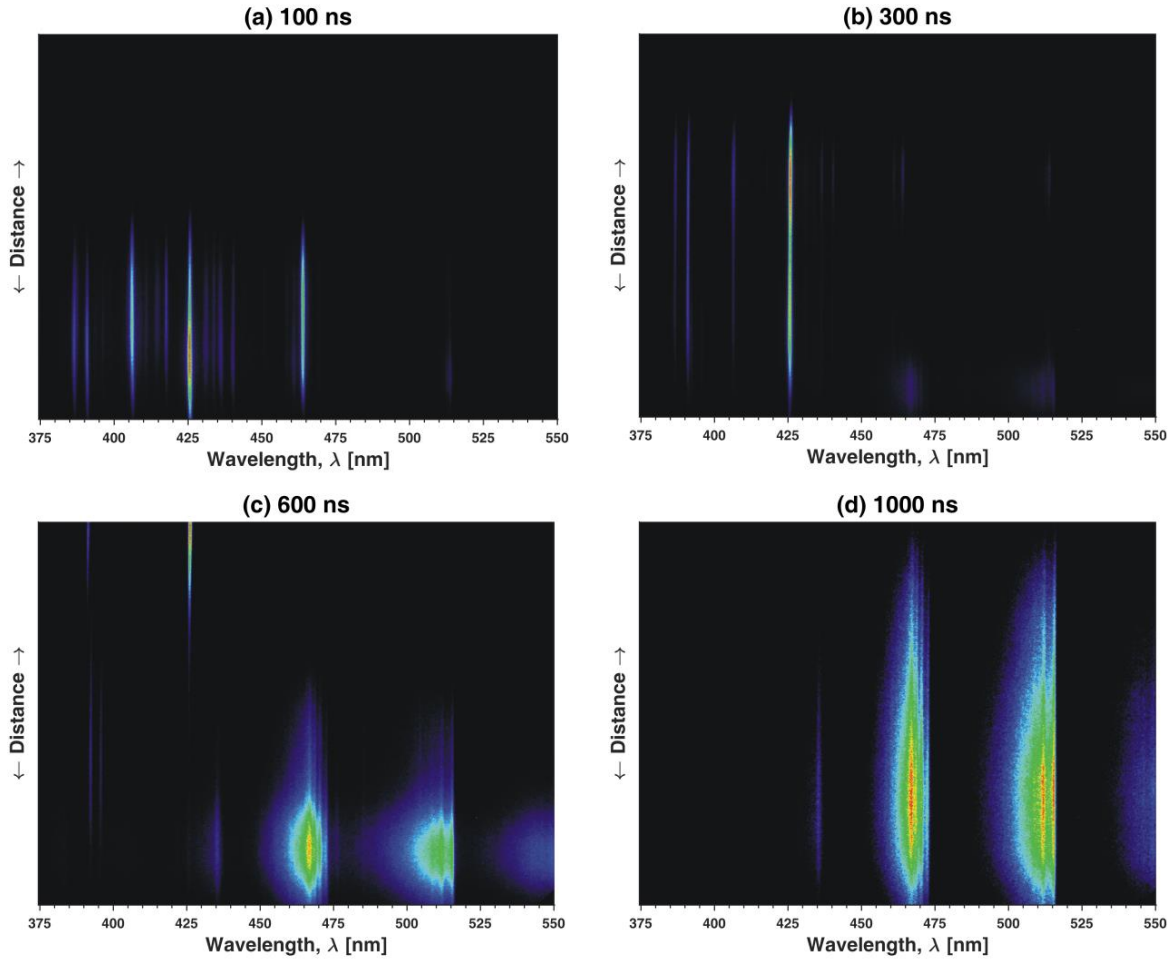 (a) 100 ns
← Distance →
375 400 425 450 475 500 525 550
Wavelength, λ [nm]
(b) 300 ns
← Distance →
375 400 425 450 475 500 525 550
Wavelength, λ [nm]
(c) 600 ns
← Distance →
375 400 425 450 475 500 525 550
Wavelength, λ [nm]
(d) 1000 ns
← Distance →
375 400 425 450 475 500 525 550
Wavelength, λ [nm]